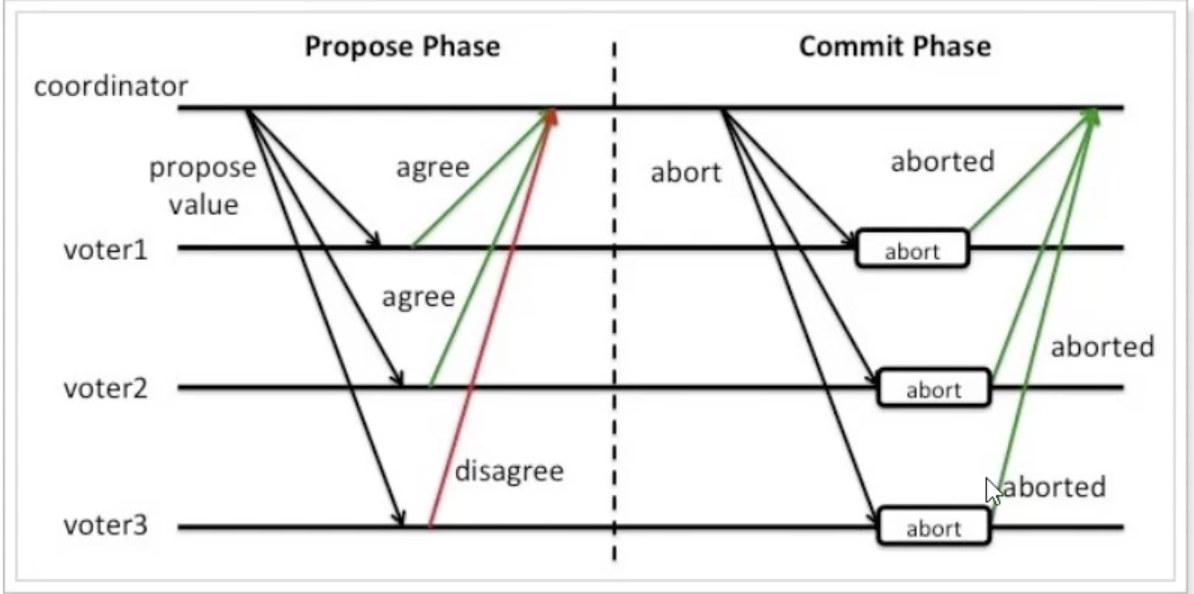 Propose Phase
Commit Phase
coordinator
propose
value
agree
abort
aborted
voter1
abort
agree
aborted
voter2
abort
disagree
aborted
voter3
abort